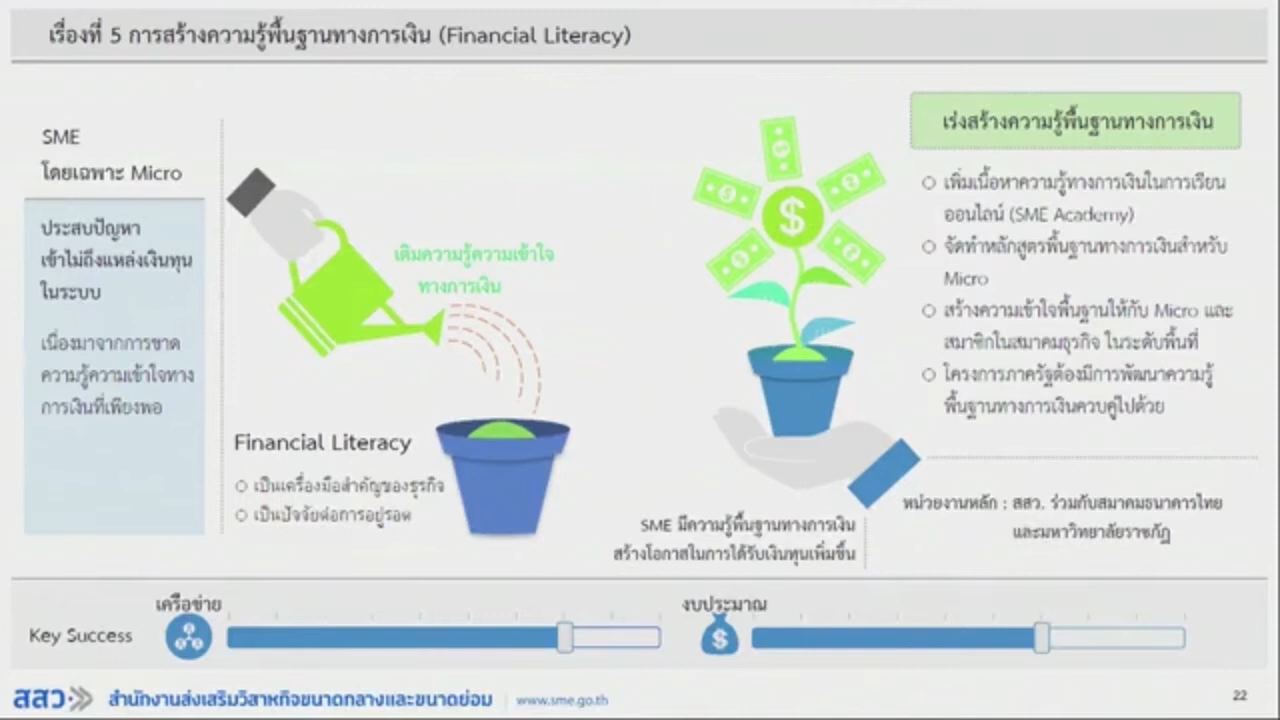 เรื่องที่ 5 การสร้างความรู้พื้นฐานทางการเงิน (Financial Literacy)
SME
โดยเฉพาะ Micro
ประสบปัญหา
เข้าไม่ถึงแหล่งเงินทุน
ในระบบ
เนื่องมาจากการขาด
ความรู้ความเข้าใจทาง
การเงินที่เพียงพอ
เติมความรู้ความเข้าใจ
ทางการเงิน
Financial Literacy
เป็นเครื่องมือสำคัญของธุรกิจ
เป็นปัจจัยต่อการอยู่รอด
SME มีความรู้พื้นฐานทางการเงิน
สร้างโอกาสในการได้รับเงินทุนเพิ่มขึ้น
เร่งสร้างความรู้พื้นฐานทางการเงิน
เพิ่มเนื้อหาความรู้ทางการเงินในการเรียน
ออนไลน์ (SME Academy)
จัดทำหลักสูตรพื้นฐานทางการเงินสำหรับ
Micro
สร้างความเข้าใจพื้นฐานให้กับ Micro และ
สมาชิกในสมาคมธุรกิจ ในระดับพื้นที่
โครงการภาครัฐต้องมีการพัฒนาความรู้
พื้นฐานทางการเงินควบคู่ไปด้วย
หน่วยงานหลัก : สสว. ร่วมกับสมาคมธนาคารไทย
และมหาวิทยาลัยราชภัฏ
Key Success
เครือข่าย
งบประมาณ
สสว. สำนักงานส่งเสริมวิสาหกิจขนาดกลางและขนาดย่อม www.sme.go.th
22